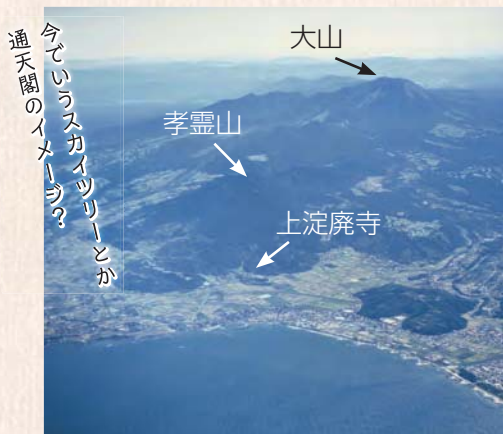 今でいうスカイツリーとか
通天閣のイメージ？
大山
孝霊山
上淀廃寺